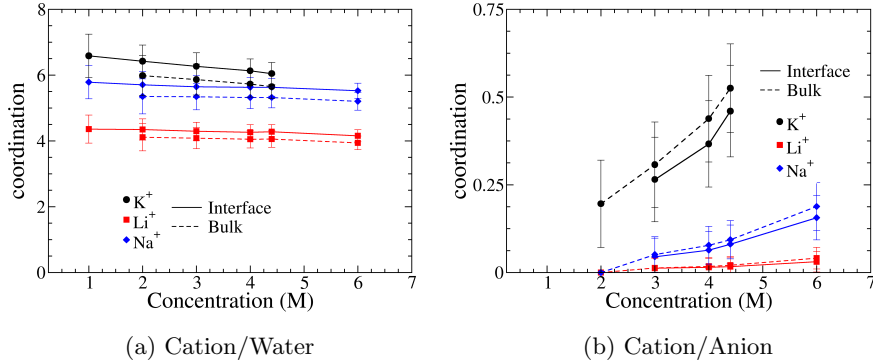 8
6
4
2
0
coordination
K+
Li+
Na+
Interface
Bulk
1 2 3 4 5 6 7
Concentration (M)
(a) Cation/Water
0.75
0.5
0.25
0
coordination
Interface
Bulk
K+
Li+
Na+
1 2 3 4 5 6 7
Concentration (M)
(b) Cation/Anion